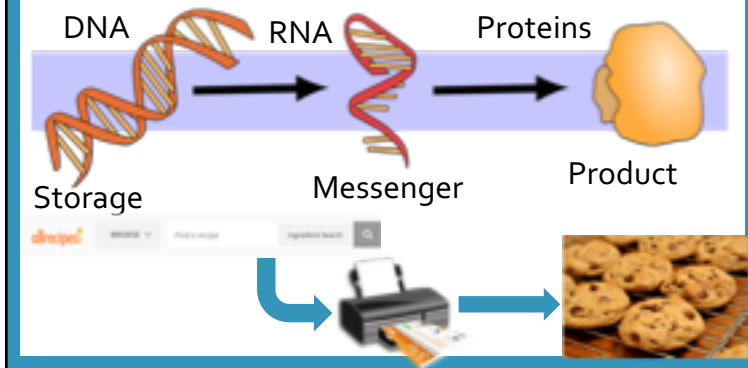 DNA
RNA
Proteins
Storage
Messenger
Product
allrecipes
BROWSE
Find a recipe
Ingredient Search